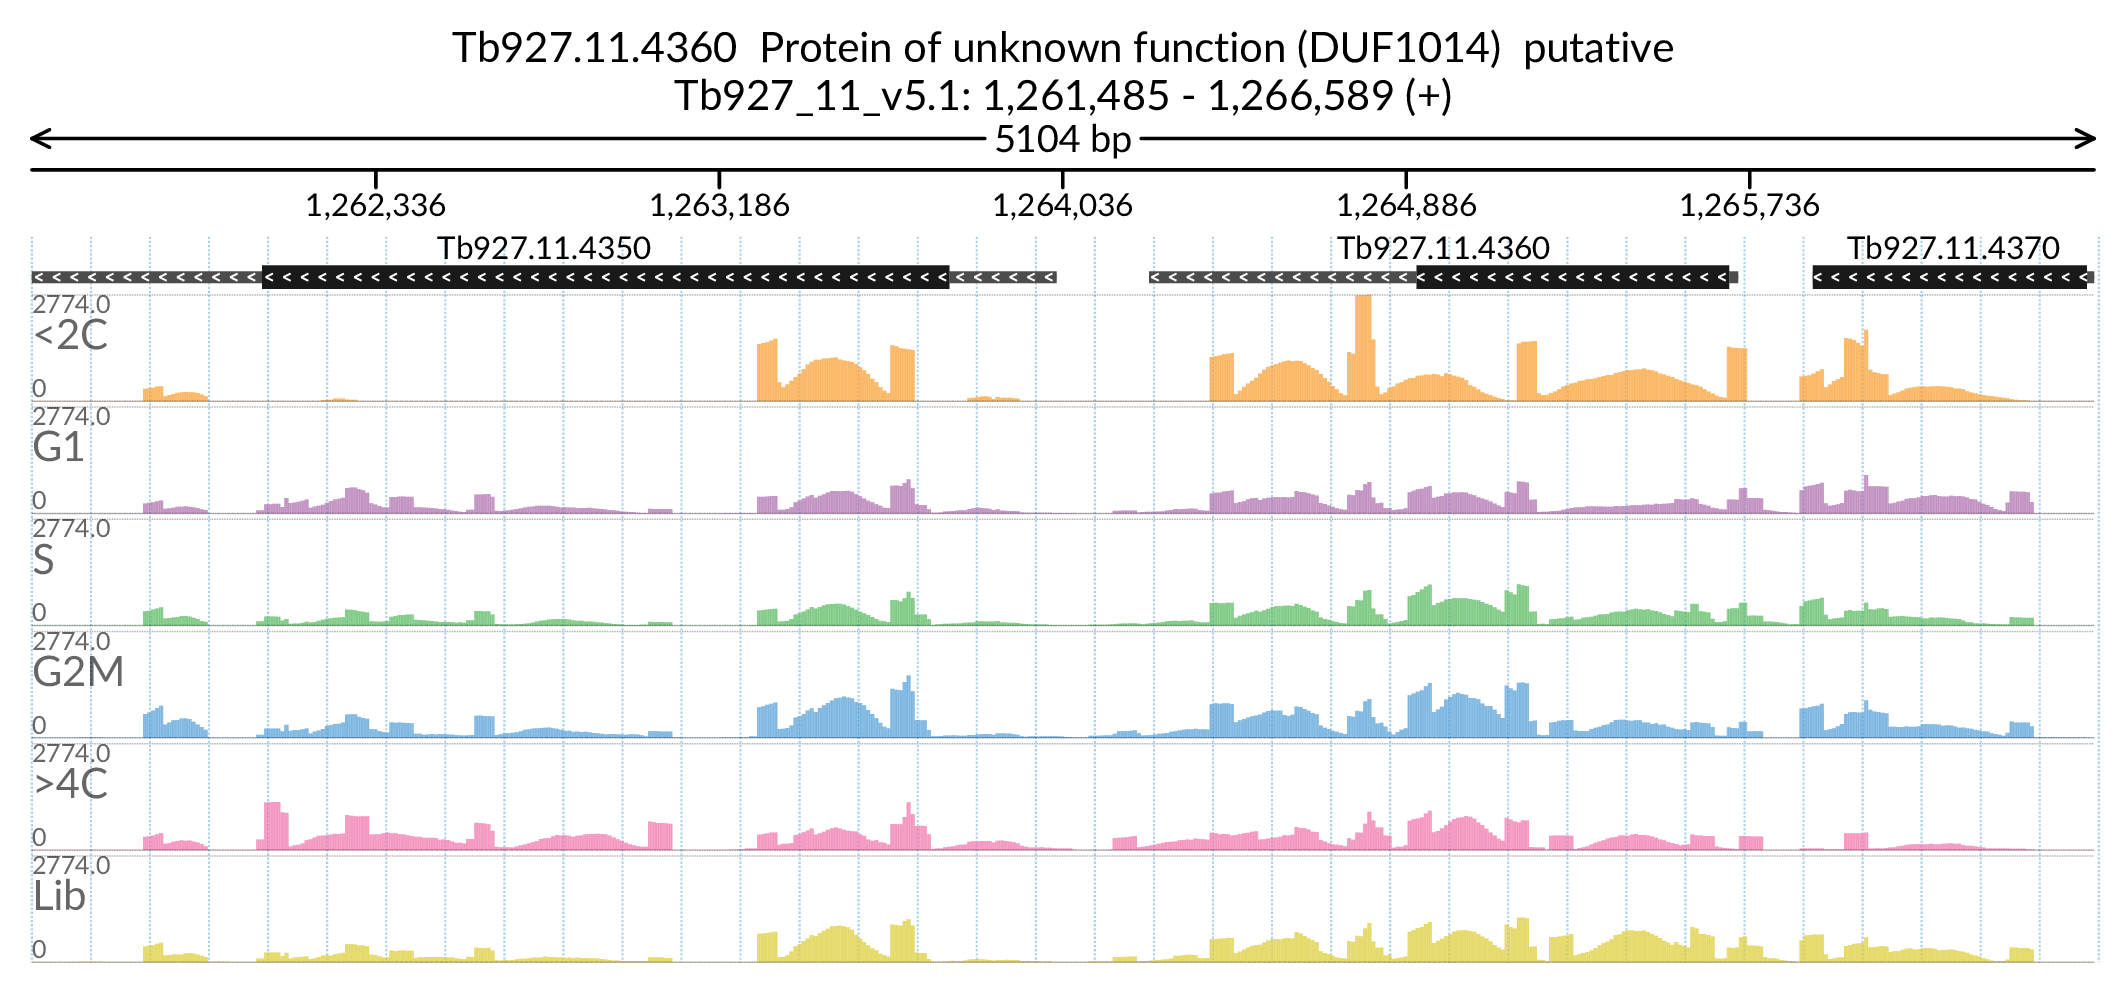 Tb927.11.4360 Protein of unknown function (DUF1014) putative
Tb927_11_v5.1: 1,261,485 - 1,266,589 (+)
5104 bp
1,262,336 1,263,186 1,264,036 1,264,886 1,265,736
Tb927.11.4350 Tb927.11.4360 Tb927.11.4370
2774.0
<2C
0
2774.0
G1
0
2774.0
S
0
2774.0
G2M
0
2774.0
>4C
0
2774.0
Lib
0